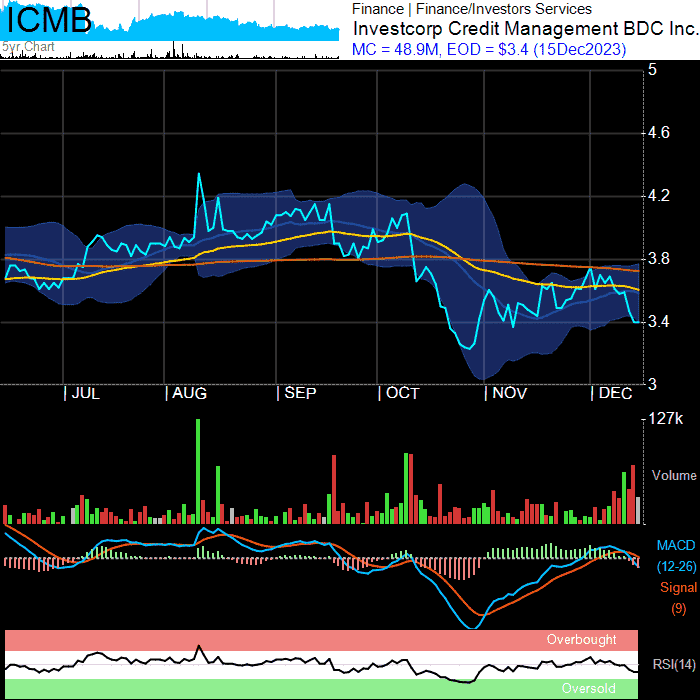 ICMB
5yr Chart
Finance | Finance/Investors Services
Investcorp Credit Management BDC Inc.
MC = 48.9M, EOD = $3.4 (15Dec2023)
5
4.6
4.2
3.8
3.4
3
| JUL | AUG | SEP | OCT | NOV | DEC
127k
Volume
MACD
(12-26)
Signal
(9)
Overbought
RSI(14)
Oversold